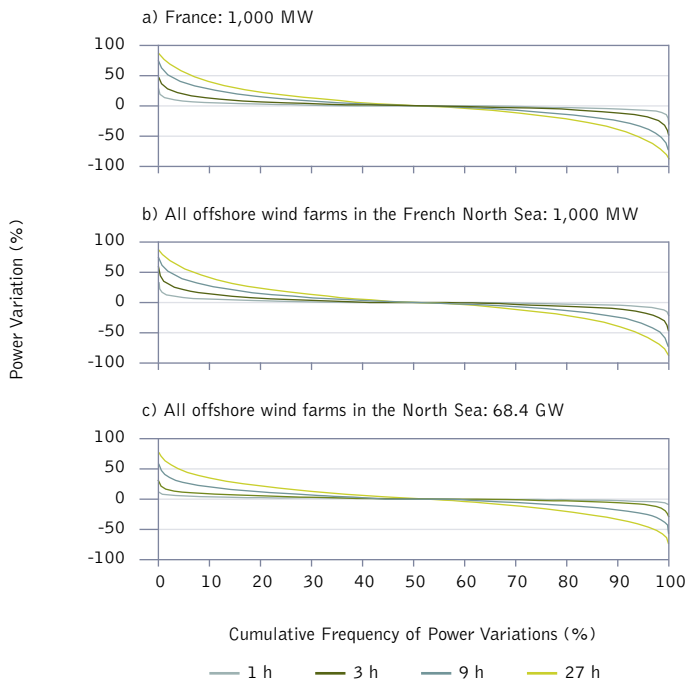 a) France: 1,000 MW
100
50
0
-50
-100
b) All offshore wind farms in the French North Sea: 1,000 MW
100
50
0
-50
-100
Power Variation (%)
c) All offshore wind farms in the North Sea: 68.4 GW
100
50
0
-50
-100
0 10 20 30 40 50 60 70 80 90 100
Cumulative Frequency of Power Variations (%)
1 h 3 h 9 h 27 h